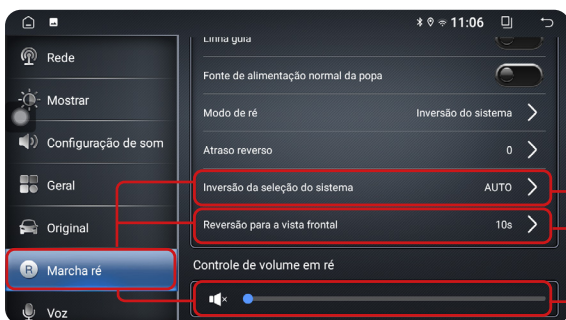 11:06
Rede
Mostrar
Configuração de som
Geral
Original
R Marcha ré
Voz
Linha guia
Fonte de alimentação normal da popa
Modo de ré Inversão do sistema
Atraso reverso 0
Inversão da seleção do sistema AUTO
Reversão para a vista frontal 10s
Controle de volume em ré